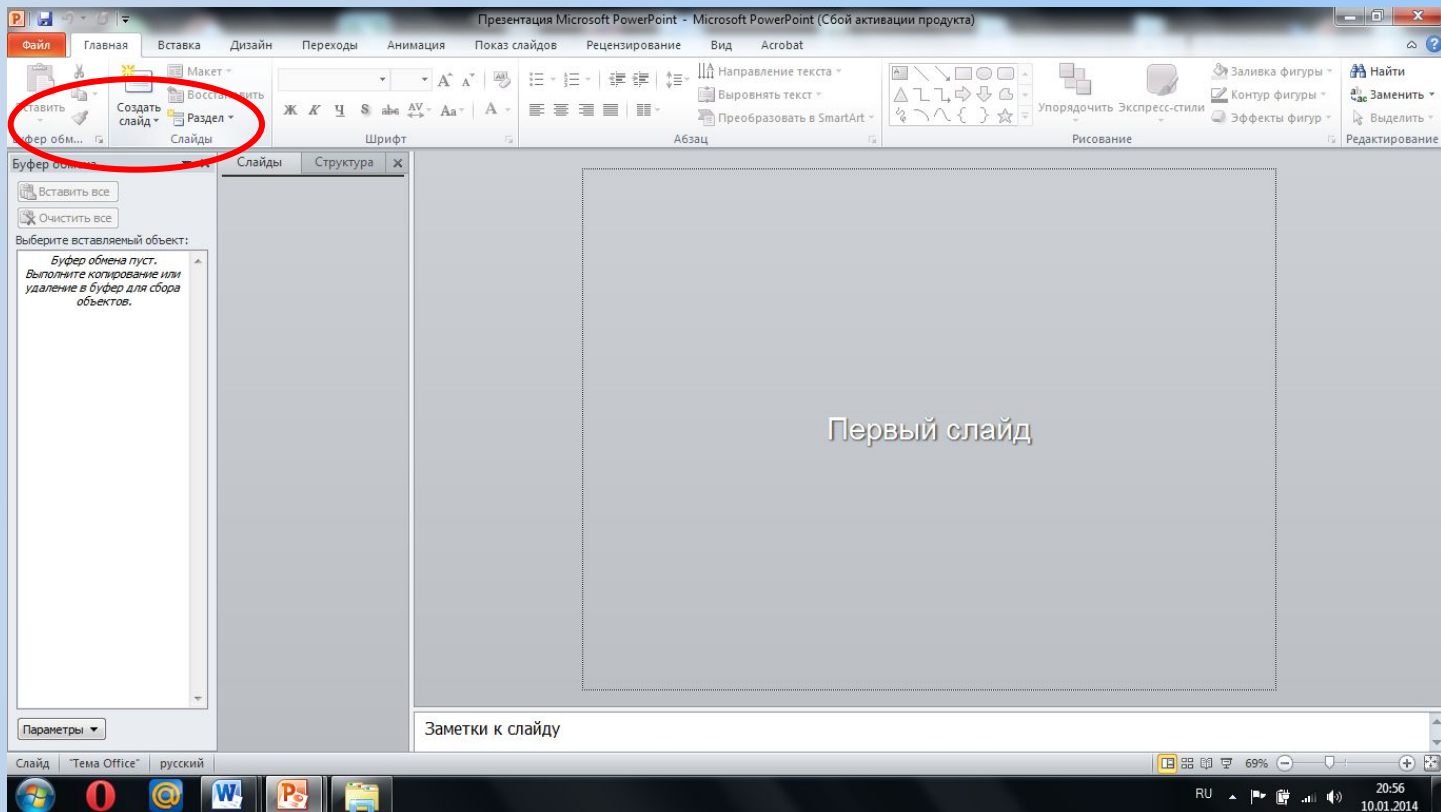 Презентация Microsoft PowerPoint - Microsoft PowerPoint (Сбой активации продукта)
Файл Главная Вставка Дизайн Переходы Анимация Показ слайдов Рецензирование Вид Acrobat
Макет Направление текста Заливка фигуры Найти
Создать слайд Выровнять текст Упорядочить Экспресс-стили Контур фигуры Заменить
Раздел Ж К Ч S abe AV Aa А Преобразовать в SmartArt Эффекты фигур Выделить
Слайды Шрифт Абзац Рисование Редактирование
Буфер Слайды Структура
Вставить все
Очистить все
Выберите вставляемый объект:
Буфер обмена пуст.
Выполните копирование или
удаление в буфер для сбора
объектов.
Первый слайд
Параметры
Заметки к слайду
Слайд "Тема Office" русский 69%
RU 20:56
10.01.2014